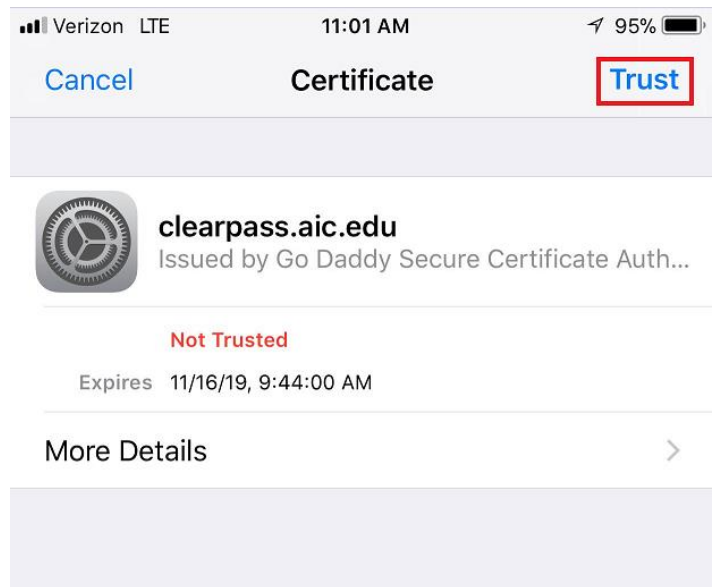 Verizon LTE 11:01 AM 95%
Cancel Certificate Trust
clearpass.aic.edu
Issued by Go Daddy Secure Certificate Auth...
Not Trusted
Expires 11/16/19, 9:44:00 AM
More Details